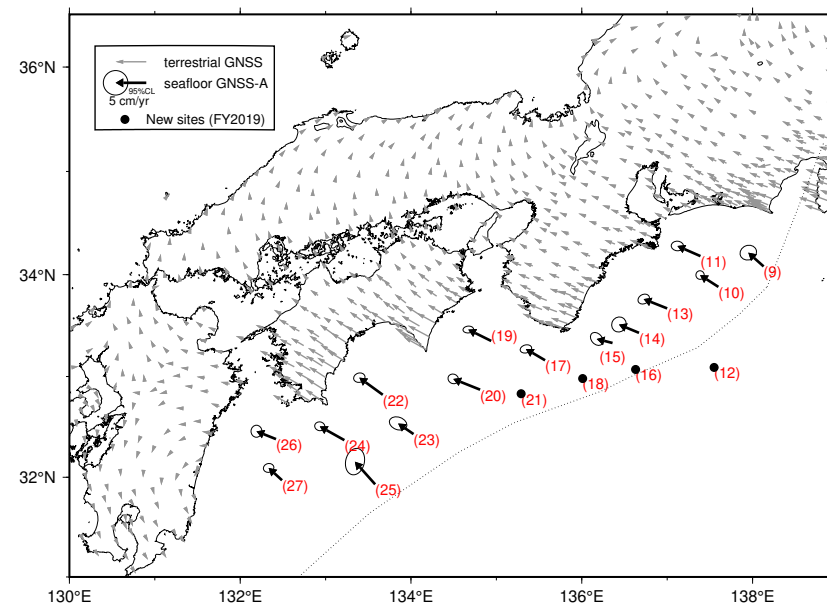 36°N
34°N
32°N
130°E
132°E
134°E
136°E
138°E
terrestrial GNSS
seafloor GNSS-A
95%CL
5 cm/yr
New sites (FY2019)
(9)
(10)
(11)
(12)
(13)
(14)
(15)
(16)
(17)
(18)
(19)
(20)
(21)
(22)
(23)
(24)
(25)
(26)
(27)